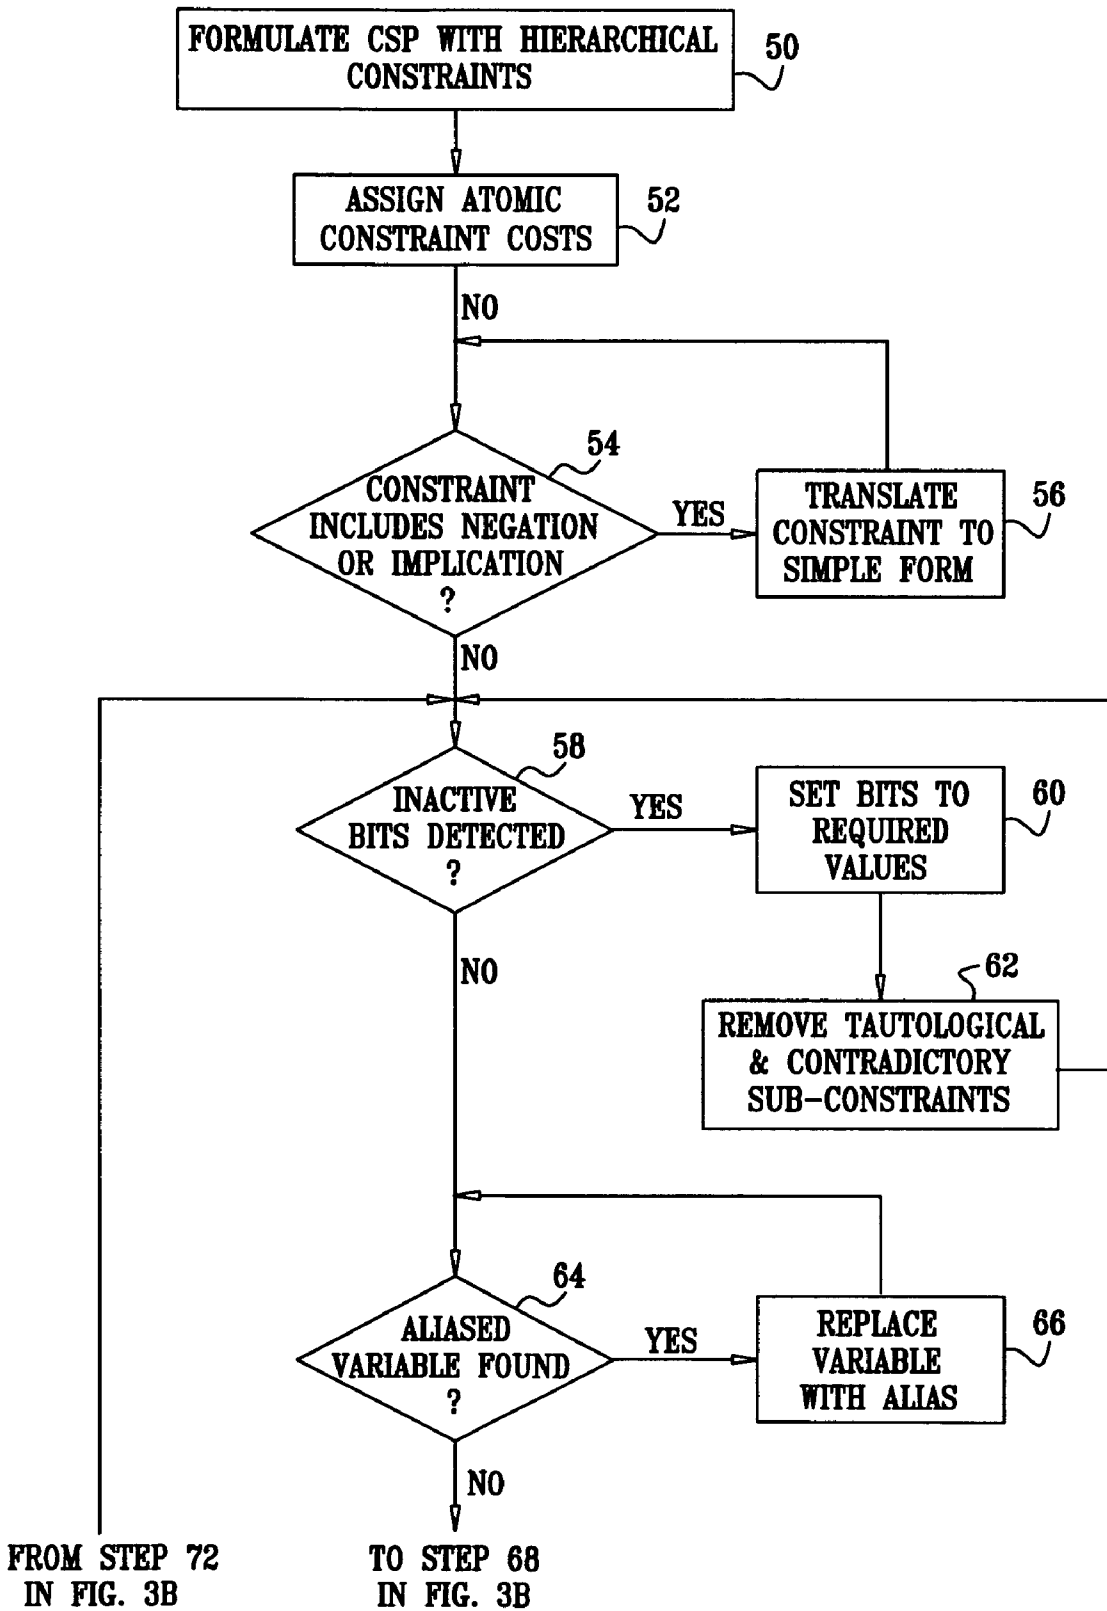 FORMULATE CSP WITH HIERARCHICAL
CONSTRAINTS
50
ASSIGN ATOMIC
CONSTRAINT COSTS
52
NO
54
CONSTRAINT
INCLUDES NEGATION
OR IMPLICATION
?
YES
TRANSLATE
CONSTRAINT TO
SIMPLE FORM
56
NO
58
INACTIVE
BITS DETECTED
?
YES
SET BITS TO
REQUIRED
VALUES
60
NO
62
REMOVE TAUTOLOGICAL
& CONTRADICTORY
SUB-CONSTRAINTS
64
ALIASED
VARIABLE FOUND
?
YES
REPLACE
VARIABLE
WITH ALIAS
66
NO
FROM STEP 72
IN FIG. 3B
TO STEP 68
IN FIG. 3B